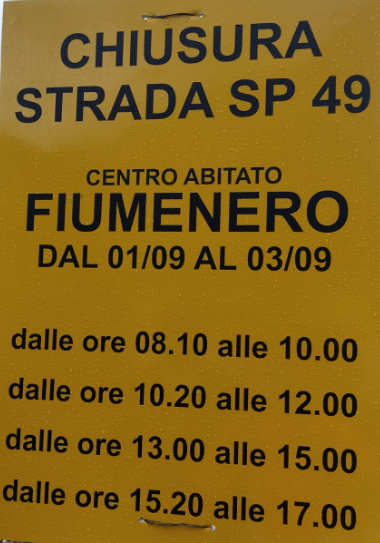 CHIUSURA
STRADA SP 49
CENTRO ABITATO
FIUMENERO
DAL 01/09 AL 03/09
dalle ore 08.10 alle 10.00
dalle ore 10.20 alle 12.00
dalle ore 13.00 alle 15.00
dalle ore 15.20 alle 17.00